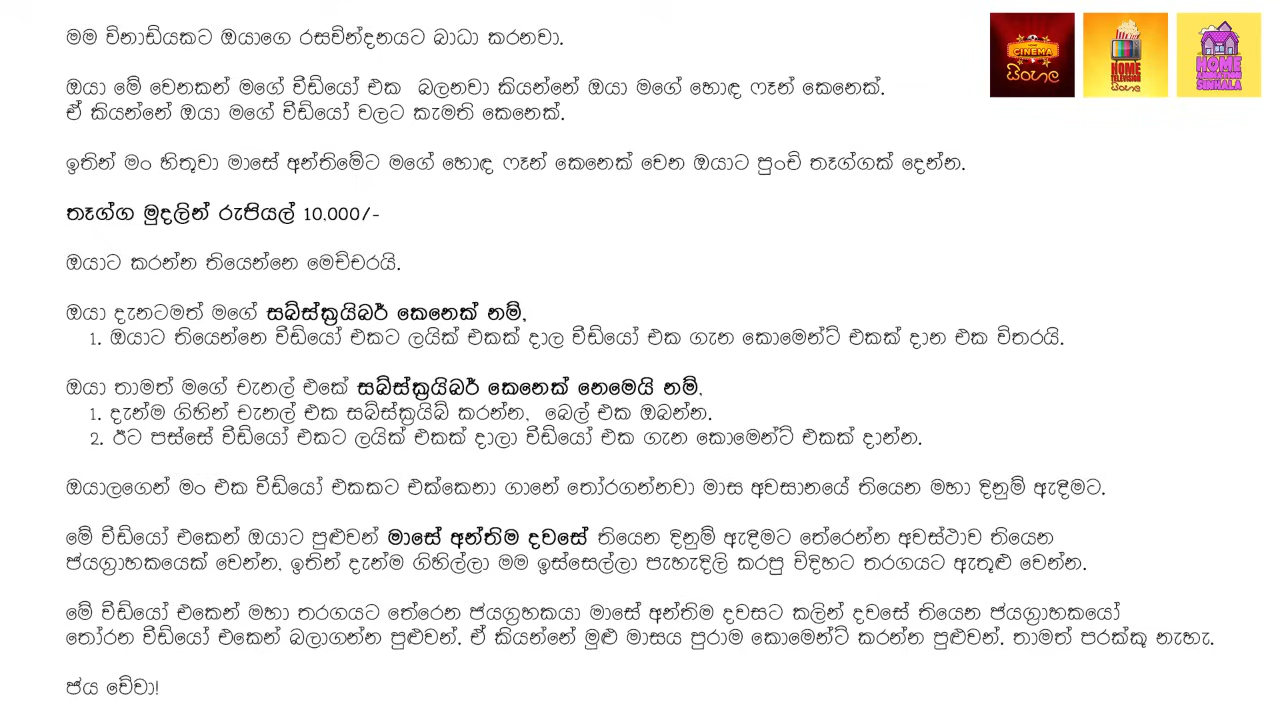 මම විනාඩියකට ඔයාගෙ රසවින්දනයට බාධා කරනවා.
ඔයා මේ වෙනකන් මගේ වීඩියෝ එක බලනවා කියන්නේ ඔයා මගේ හොඳ ෆෑන් කෙනෙක්.
ඒ කියන්නේ ඔයා මගේ වීඩියෝ වලට කැමති කෙනෙක්.
ඉතින් මං හිතුවා මාසේ අන්තිමේට මගේ හොඳ ෆෑන් කෙනෙක් වෙන ඔයාට පුංචි තෑග්ගක් දෙන්න.
තෑග්ග මුදලින් රුපියල් 10,000/-
ඔයාට කරන්න තියෙන්නෙ මෙච්චරයි.
ඔයා දැනටමත් මගේ සබ්ස්ක්‍රයිබර් කෙනෙක් නම්,
1. ඔයාට තියෙන්නෙ වීඩියෝ එකට ලයික් එකක් දාල වීඩියෝ එක ගැන කොමෙන්ට් එකක් දාන එක විතරයි.
ඔයා තාමත් මගේ චැනල් එකේ සබ්ස්ක්‍රයිබර් කෙනෙක් නෙමෙයි නම්,
1. දැන්ම ගිහින් චැනල් එක සබ්ස්ක්‍රයිබ් කරන්න, බෙල් එක ඔබන්න.
2. ඊට පස්සේ වීඩියෝ එකට ලයික් එකක් දාලා වීඩියෝ එක ගැන කොමෙන්ට් එකක් දාන්න.
ඔයාලගෙන් මං එක වීඩියෝ එකකට එක්කෙනා ගානේ තෝරගන්නවා මාස අවසානයේ තියෙන මහා දිනුම් ඇදීමට.
මේ වීඩියෝ එකෙන් ඔයාට පුළුවන් මාසේ අන්තිම දවසේ තියෙන දිනුම් ඇදීමට තේරෙන්න අවස්ථාව තියෙන
ජයග්‍රාහකයෙක් වෙන්න, ඉතින් දැන්ම ගිහිල්ලා මම ඉස්සෙල්ලා පැහැදිලි කරපු විදිහට තරගයට ඇතුළු වෙන්න.
මේ වීඩියෝ එකෙන් මහා තරගයට තේරෙන ජයග්‍රහකයා මාසේ අන්තිම දවසට කලින් දවසේ තියෙන ජයග්‍රාහකයෝ
තෝරන වීඩියෝ එකෙන් බලාගන්න පුළුවන්. ඒ කියන්නේ මුළු මාසය පුරාම කොමෙන්ට් කරන්න පුළුවන්. තාමත් පරක්කු නැහැ.
ජය වේවා!
HOME
CINEMA
සිංහල
HOME
TELEVISION
සිංහල
HOME
SINHALA